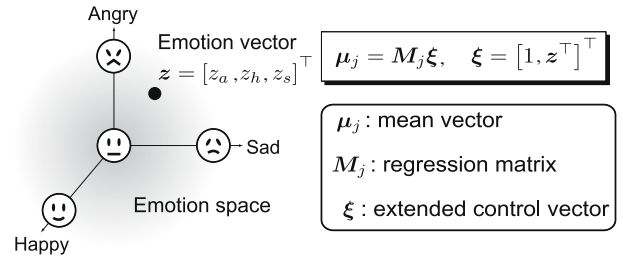 Angry
Emotion vector
z = [z_a, z_h, z_s]^⊤
Sad
Emotion space
Happy
μ_j = M_j ξ, ξ = [1, z^⊤]^⊤
μ_j : mean vector
M_j : regression matrix
ξ : extended control vector